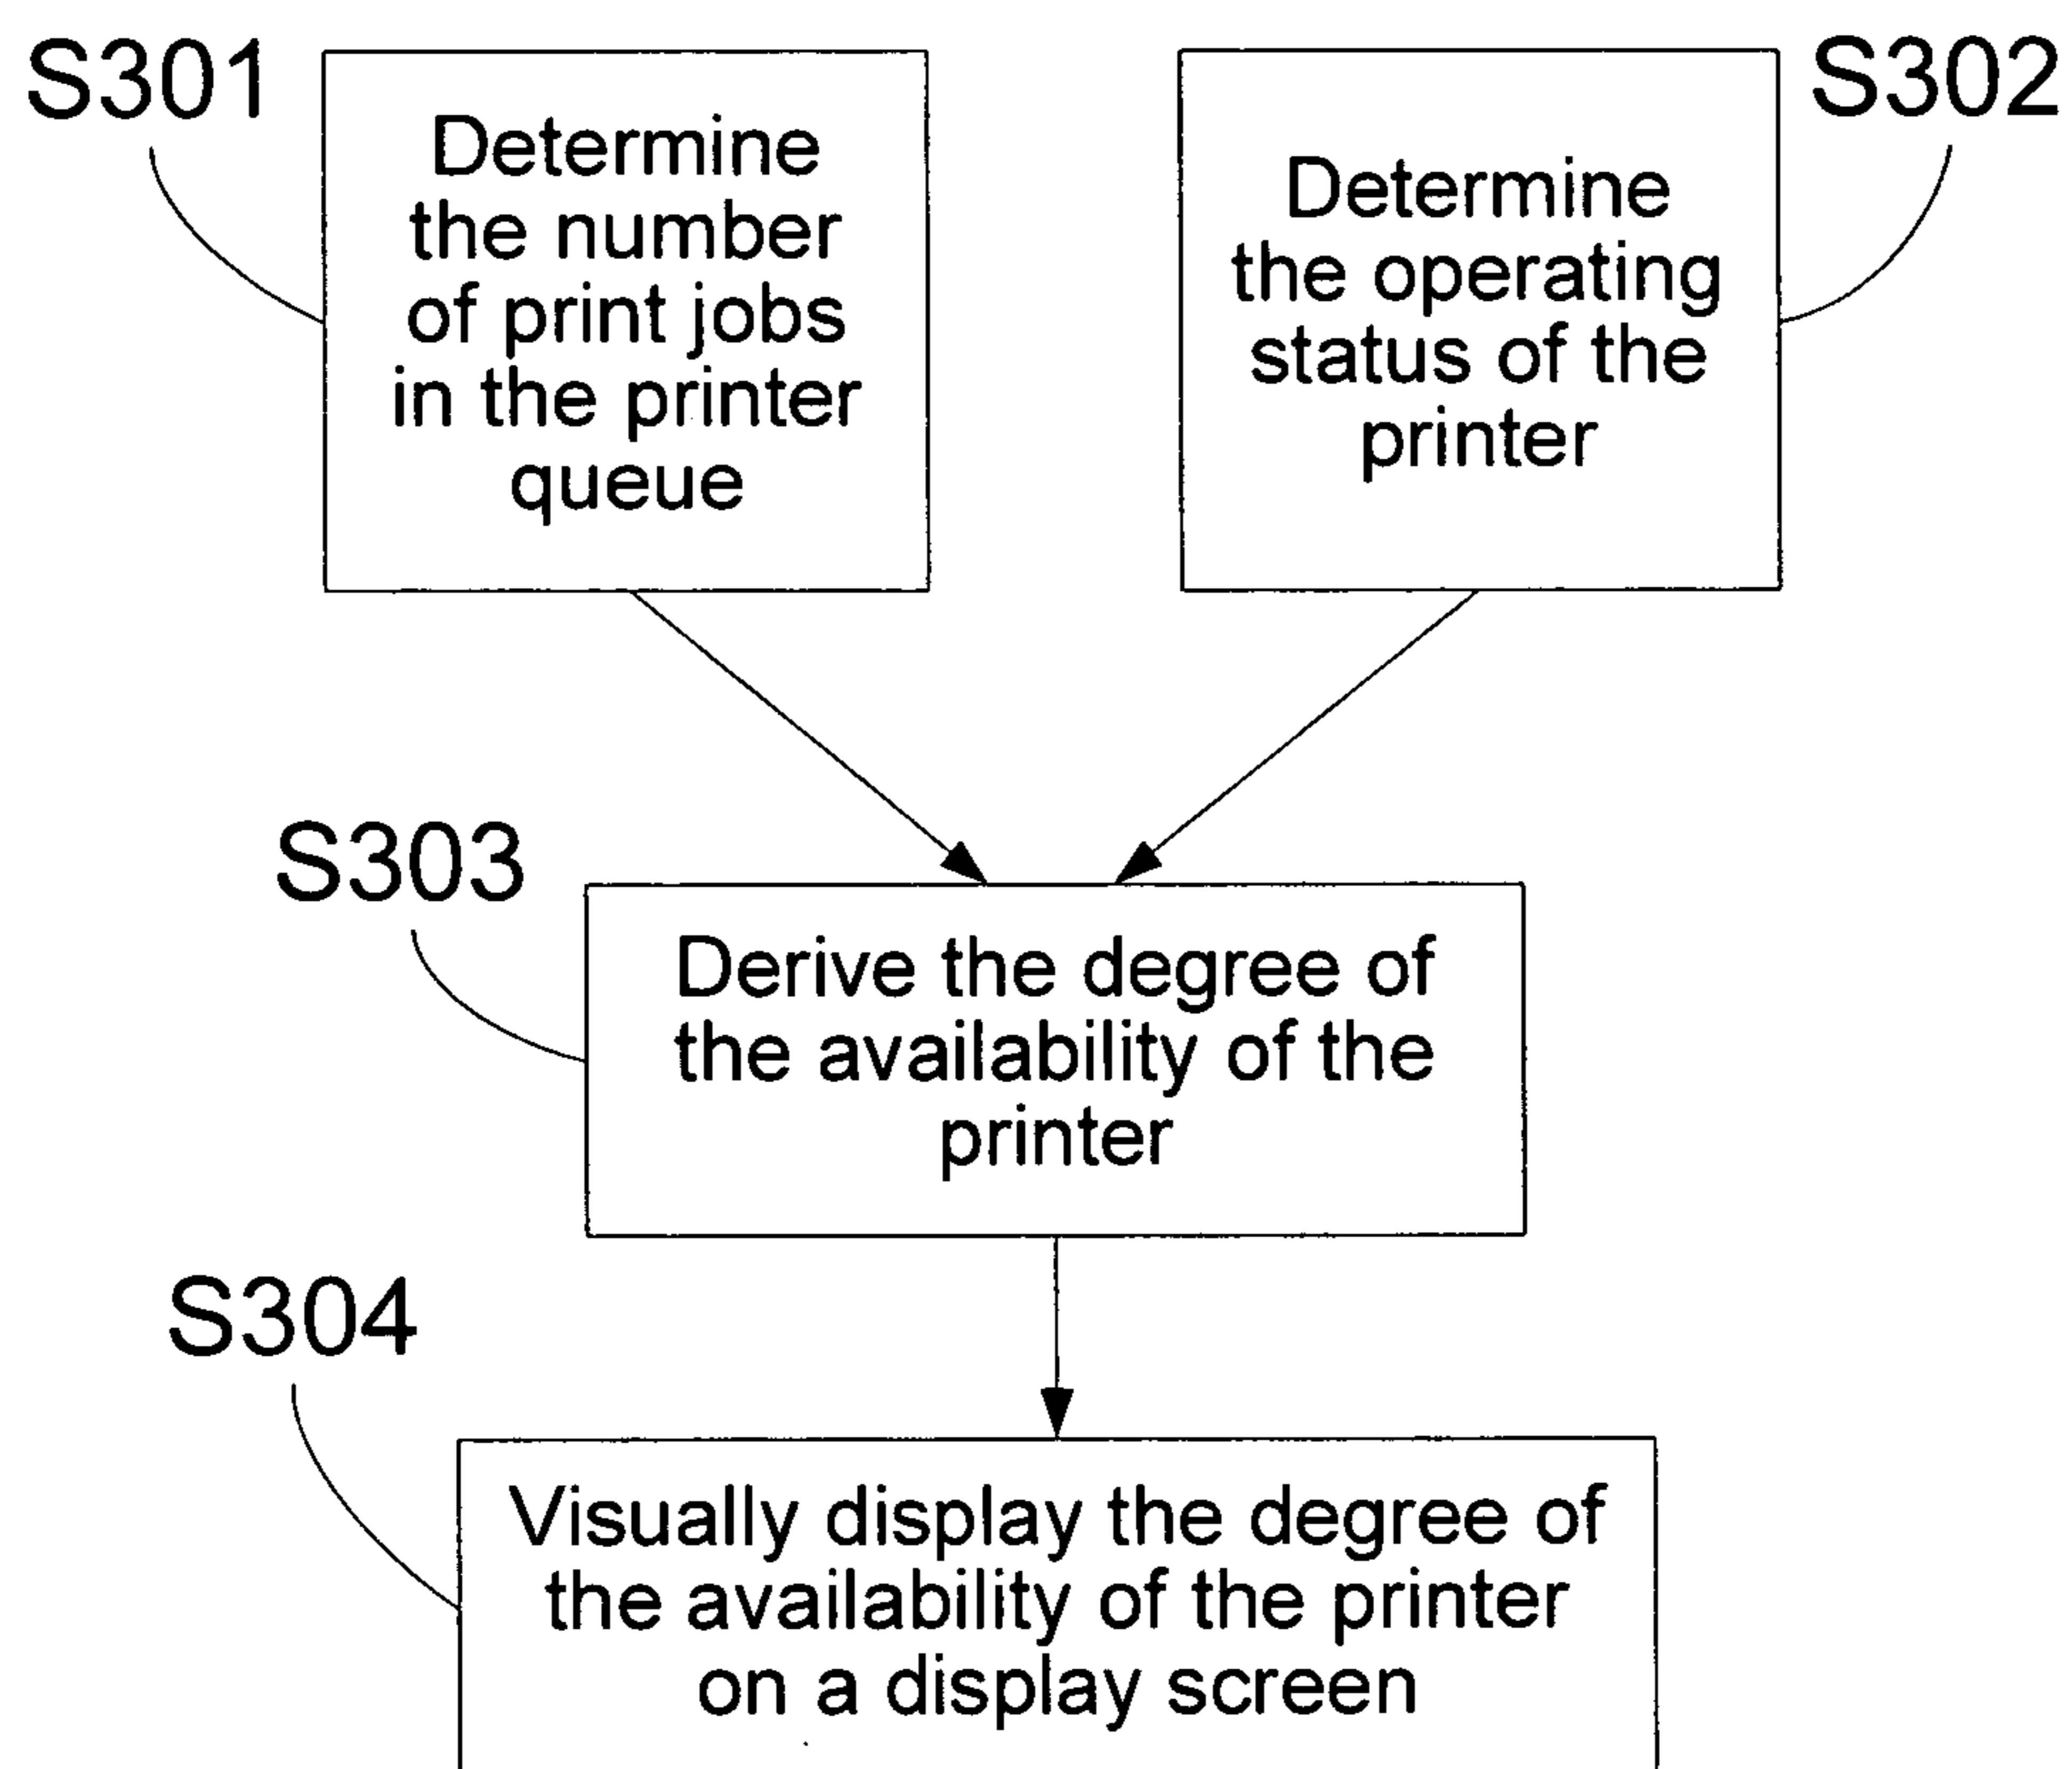 S301
Determine
the number
of print jobs
in the printer
queue
S302
Determine
the operating
status of the
printer
S303
Derive the degree of
the availability of the
printer
S304
Visually display the degree of
the availability of the printer
on a display screen